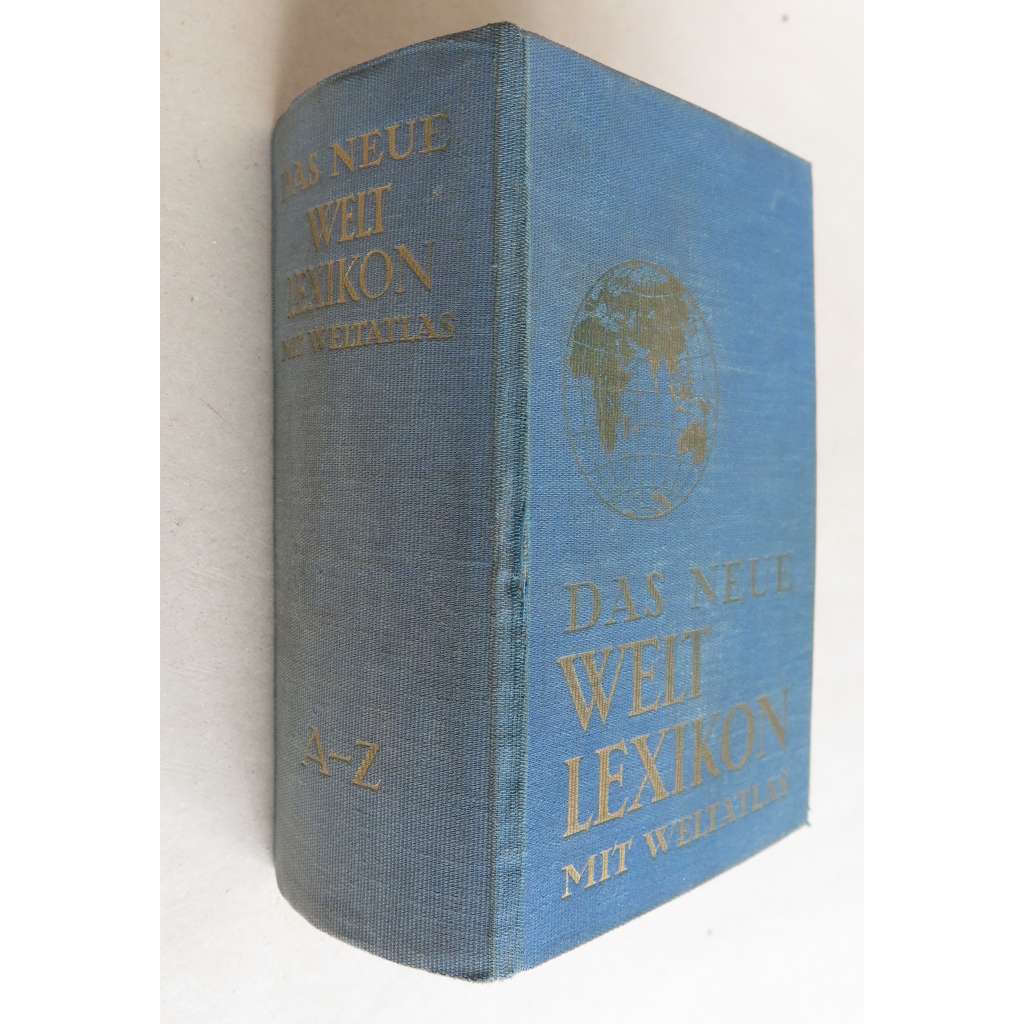 DAS NEUE
WELT
LEXIKON
MIT WELTATLAS
A-Z
DAS NEUE
WELT
LEXIKON
MIT WELTATLAS